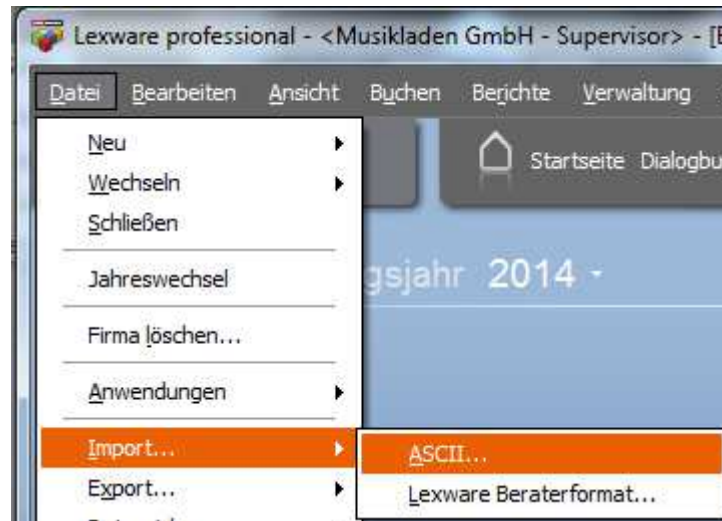 Lexware professional - <Musikladen GmbH - Supervisor> - [
Datei Bearbeiten Ansicht Buchen Berichte Verwaltung
Neu
Wechseln
Schließen
Startseite Dialogbu
Jahreswechsel
gsjahr 2014
Firma löschen...
Anwendungen
Import...
ASCII...
Export...
Lexware Beraterformat...